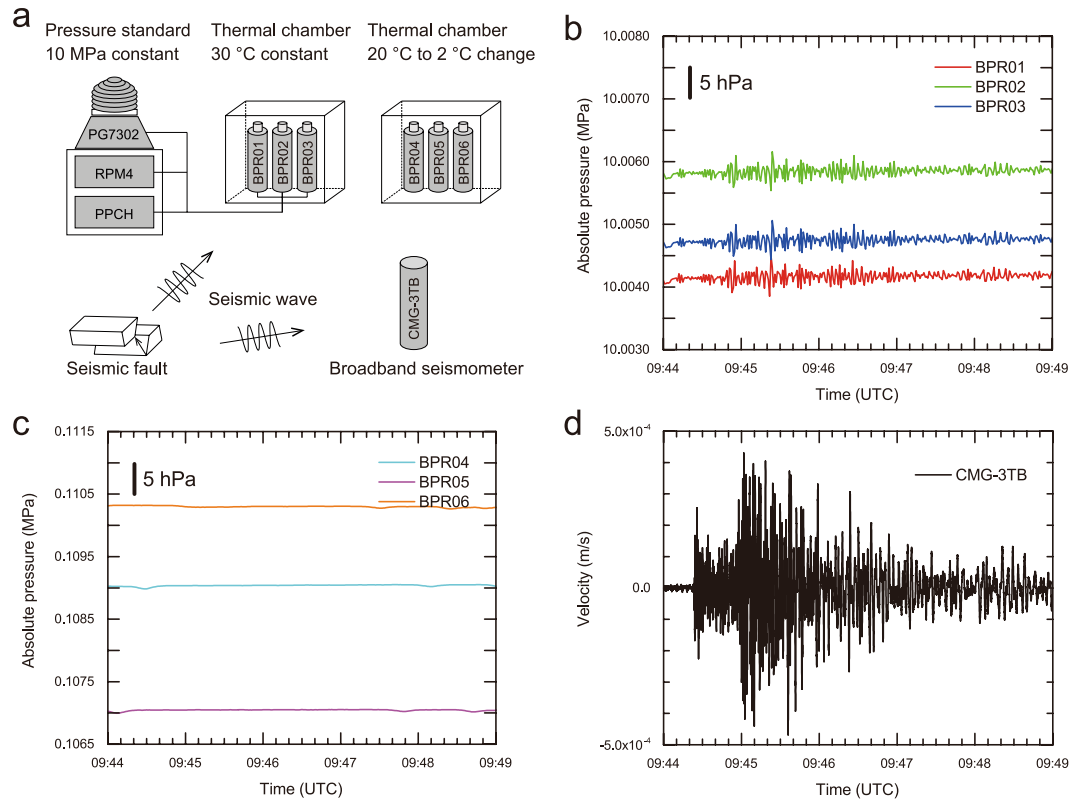 a
Pressure standard
10 MPa constant
Thermal chamber
30 °C constant
Thermal chamber
20 °C to 2 °C change
PG7302
RPM4
PPCH
BPR01
BPR02
BPR03
BPR04
BPR05
BPR06
Seismic wave
CMG-3TB
Seismic fault
Broadband seismometer
b
10.0080
10.0070
10.0060
10.0050
10.0040
10.0030
Absolute pressure (MPa)
5 hPa
BPR01
BPR02
BPR03
09:44
09:45
09:46
09:47
09:48
09:49
Time (UTC)
c
0.1115
0.1105
0.1095
0.1085
0.1075
0.1065
Absolute pressure (MPa)
5 hPa
BPR04
BPR05
BPR06
09:44
09:45
09:46
09:47
09:48
09:49
Time (UTC)
d
5.0x10⁻⁴
0.0
-5.0x10⁻⁴
Velocity (m/s)
CMG-3TB
09:44
09:45
09:46
09:47
09:48
09:49
Time (UTC)